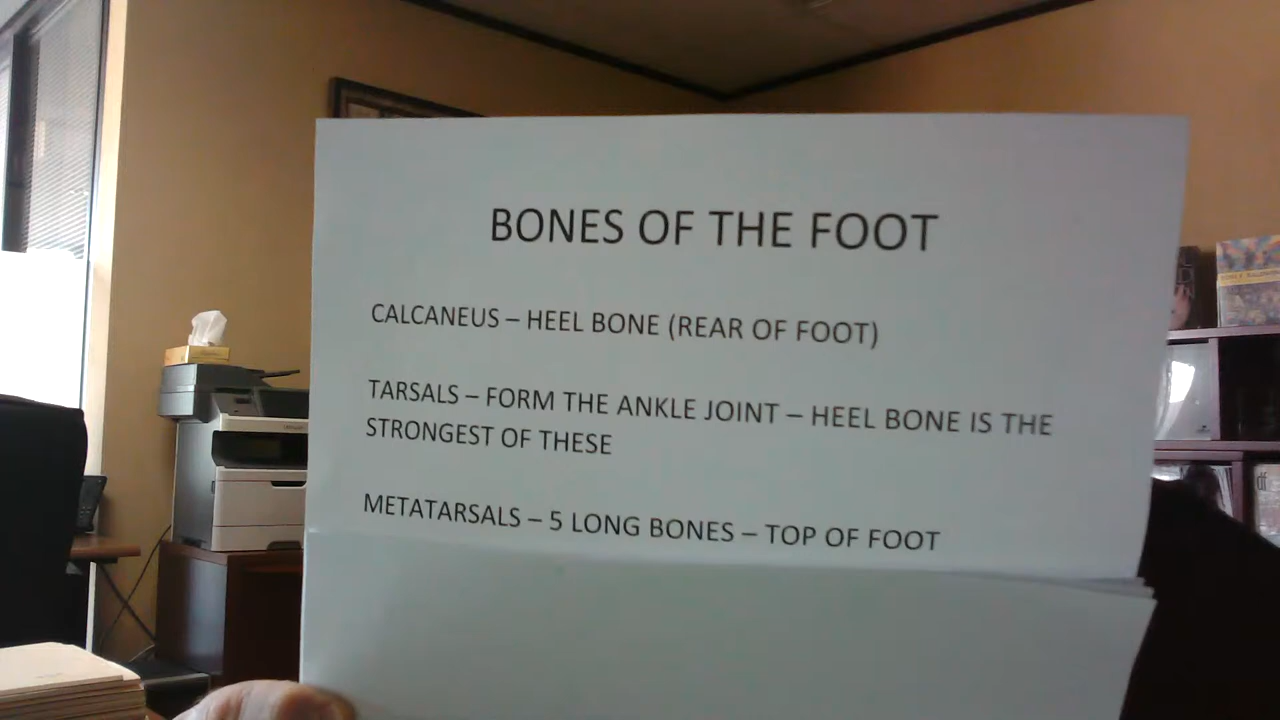 BONES OF THE FOOT
CALCANEUS – HEEL BONE (REAR OF FOOT)
TARSALS – FORM THE ANKLE JOINT – HEEL BONE IS THE
STRONGEST OF THESE
METATARSALS – 5 LONG BONES – TOP OF FOOT